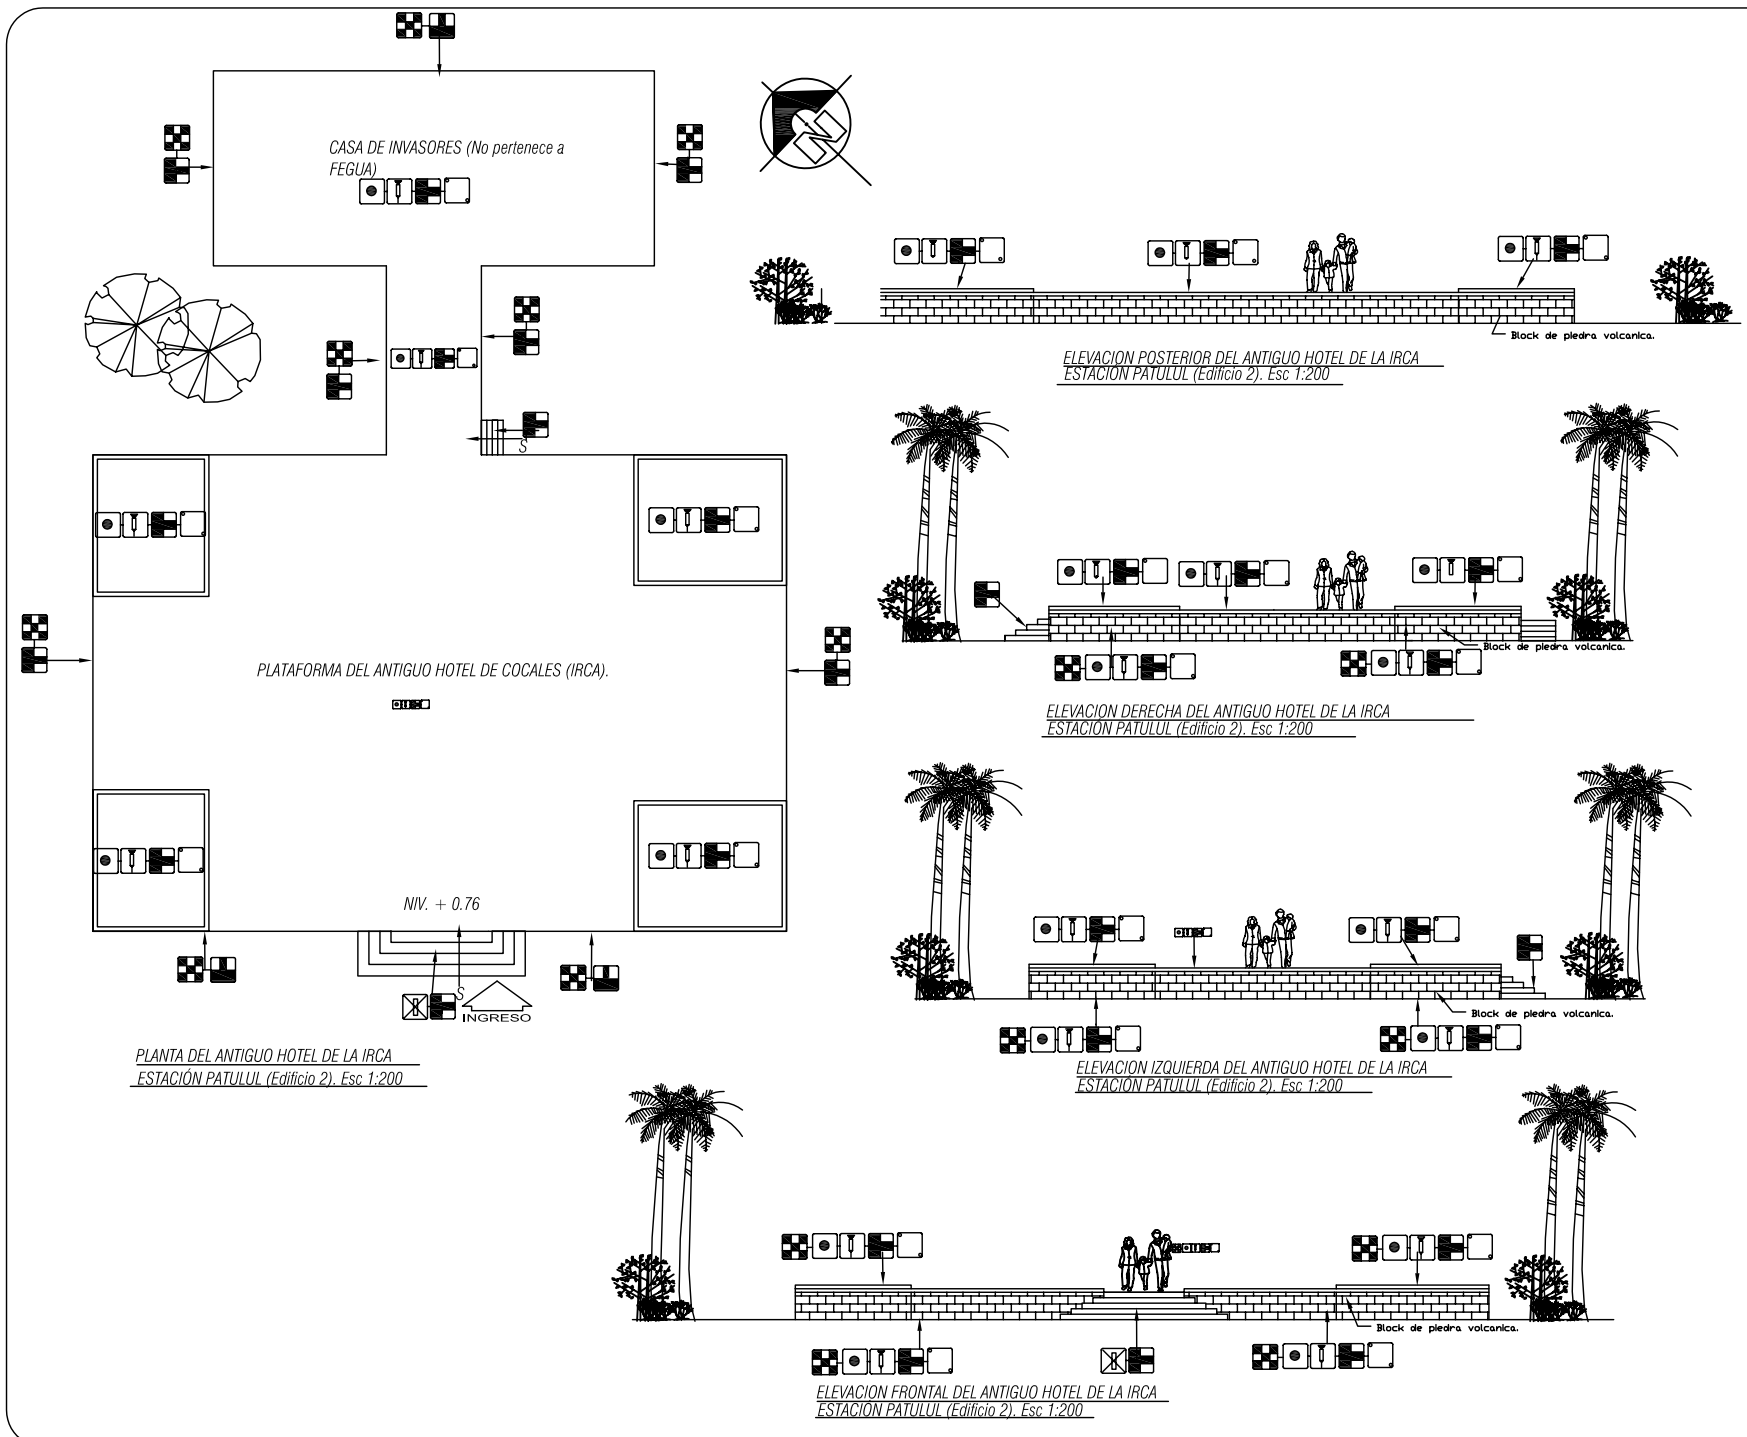 CASA DE INVASORES (No pertenece a
FEGUA)
S
PLATAFORMA DEL ANTIGUO HOTEL DE COCALES (IRCA).
NIV. + 0.76
S
INGRESO
PLANTA DEL ANTIGUO HOTEL DE LA IRCA
ESTACIÓN PATULUL (Edificio 2). Esc 1:200
Block de piedra volcanica.
ELEVACION POSTERIOR DEL ANTIGUO HOTEL DE LA IRCA
ESTACIÓN PATULUL (Edificio 2). Esc 1:200
Block de piedra volcanica.
ELEVACION DERECHA DEL ANTIGUO HOTEL DE LA IRCA
ESTACIÓN PATULUL (Edificio 2). Esc 1:200
Block de piedra volcanica.
ELEVACION IZQUIERDA DEL ANTIGUO HOTEL DE LA IRCA
ESTACIÓN PATULUL (Edificio 2). Esc 1:200
Block de piedra volcanica.
ELEVACION FRONTAL DEL ANTIGUO HOTEL DE LA IRCA
ESTACIÓN PATULUL (Edificio 2). Esc 1:200